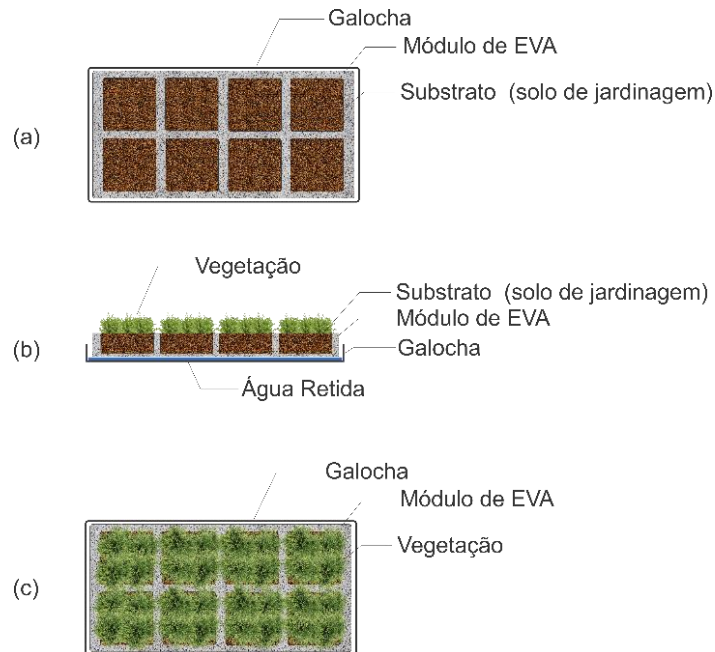 Galocha
Módulo de EVA
Substrato (solo de jardinagem)
(a)
Vegetação
Substrato (solo de jardinagem)
Módulo de EVA
(b)
Galocha
Água Retida
Galocha
Módulo de EVA
Vegetação
(c)